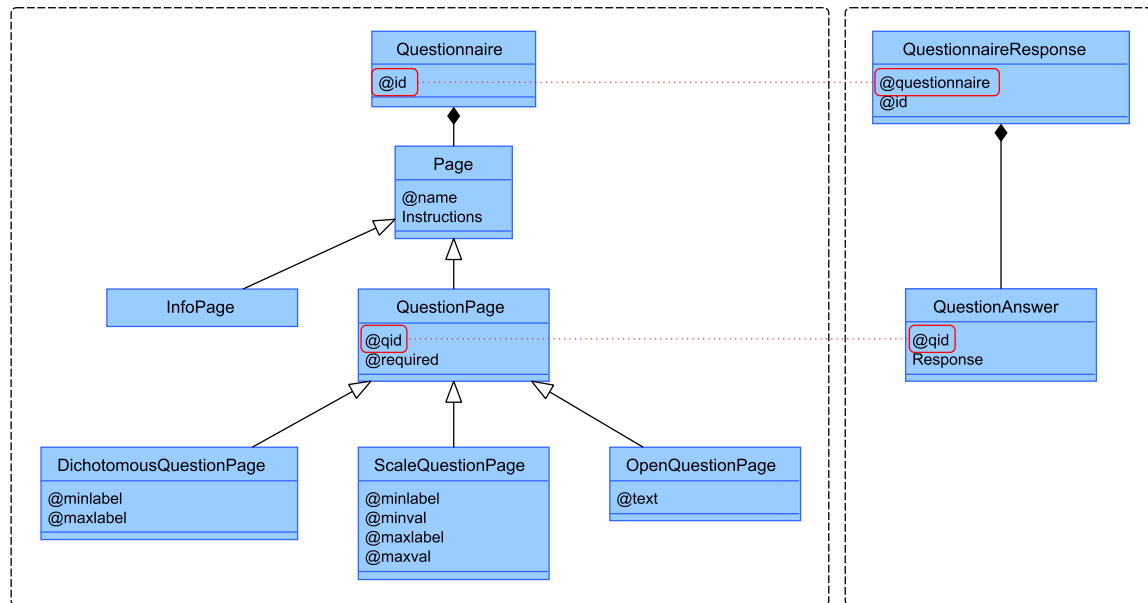 Questionnaire
@id
Page
@name
Instructions
InfoPage
QuestionPage
@qid
@required
DichotomousQuestionPage
@minlabel
@maxlabel
ScaleQuestionPage
@minlabel
@minval
@maxlabel
@maxval
OpenQuestionPage
@text
QuestionnaireResponse
@questionnaire
@id
QuestionAnswer
@qid
Response